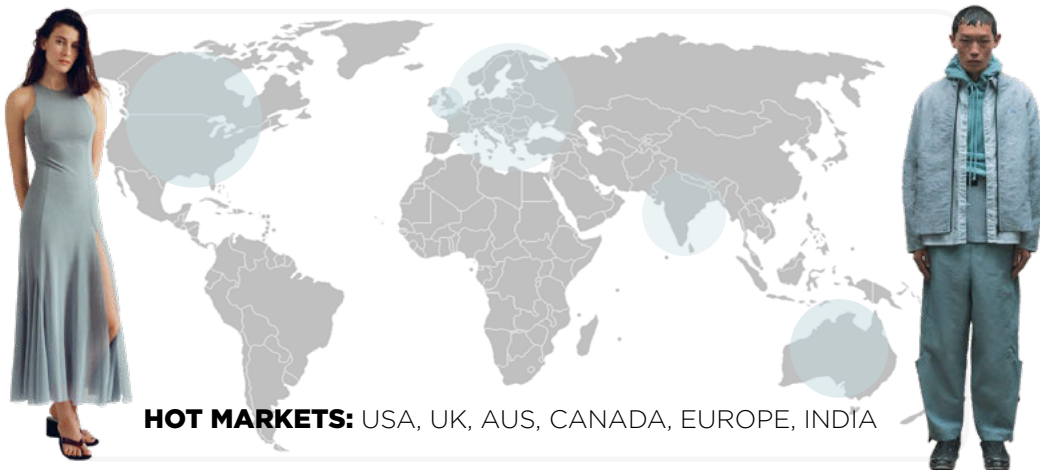 HOT MARKETS: USA, UK, AUS, CANADA, EUROPE, INDIA